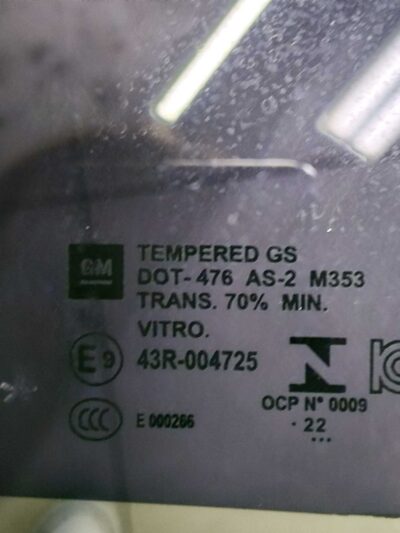 GM
TEMPERED GS
DOT-476 AS-2 M353
TRANS. 70% MIN.
VITRO.
E9
43R-004725
CCC
E 000266
OCP N° 0009
. 22
...